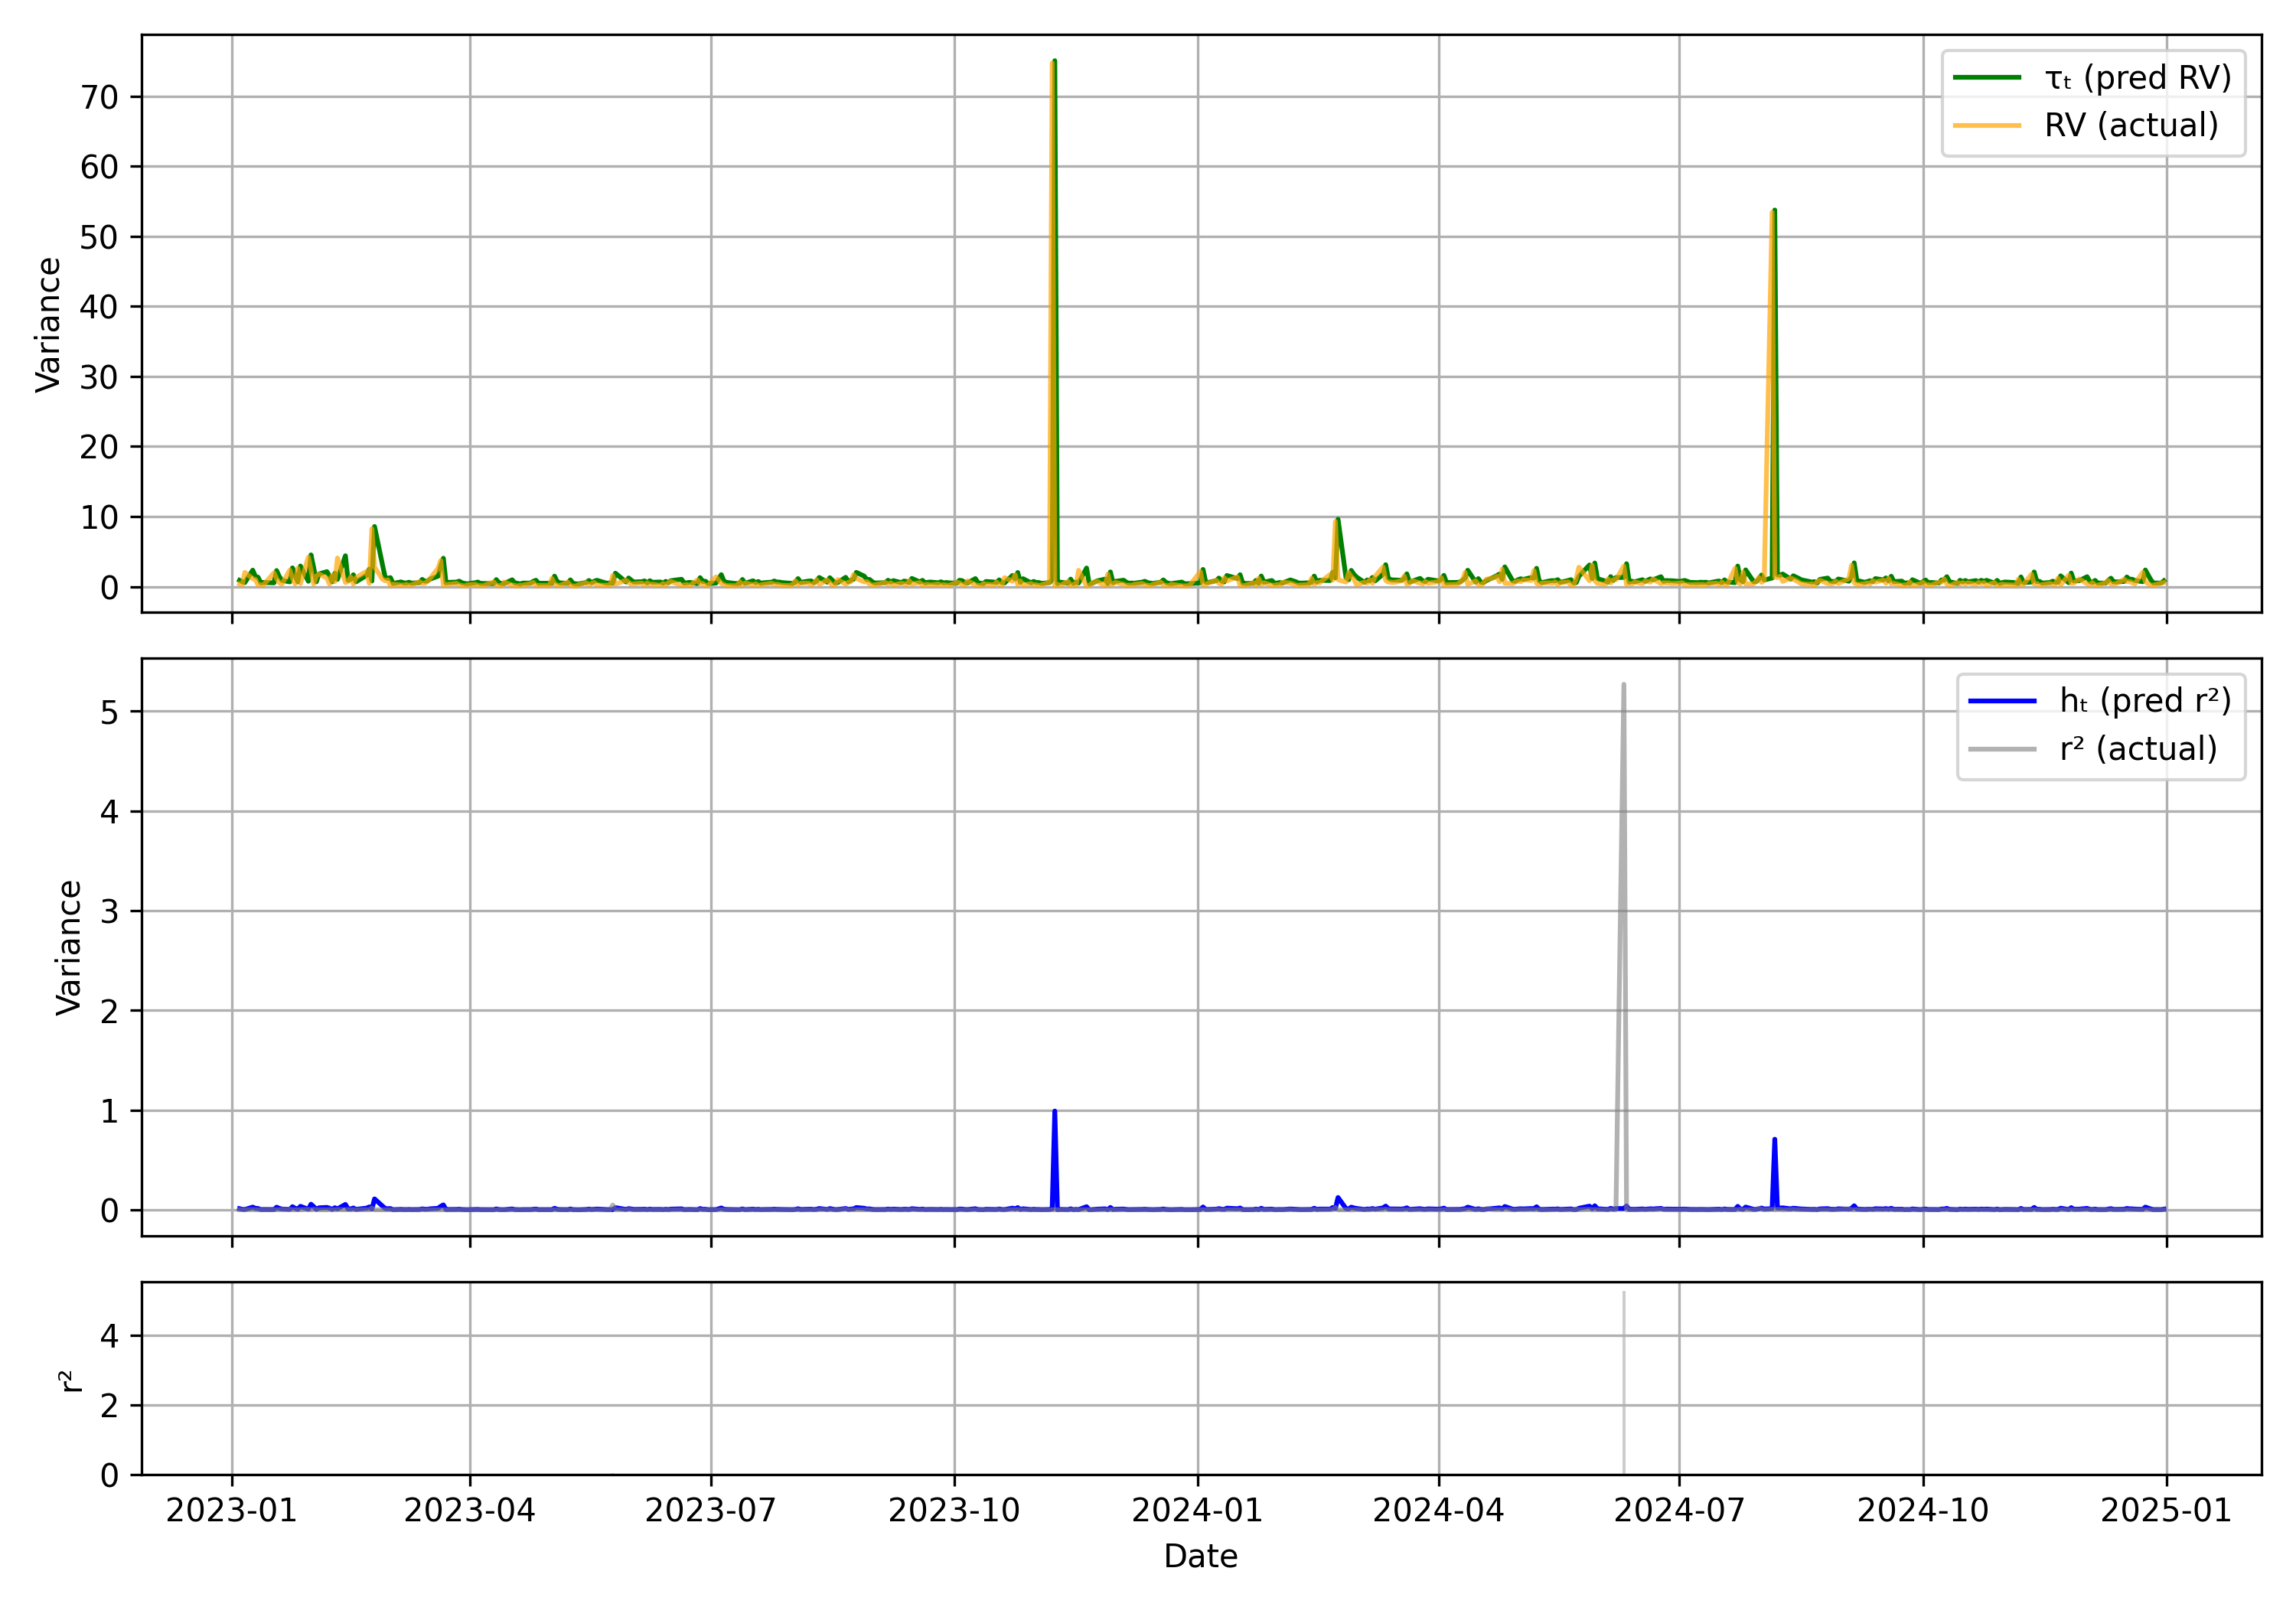 70
60
50
40
30
20
10
0
Variance
τₜ (pred RV)
RV (actual)
5
4
3
2
1
0
Variance
hₜ (pred r²)
r² (actual)
4
2
0
r²
2023-01 2023-04 2023-07 2023-10 2024-01 2024-04 2024-07 2024-10 2025-01
Date